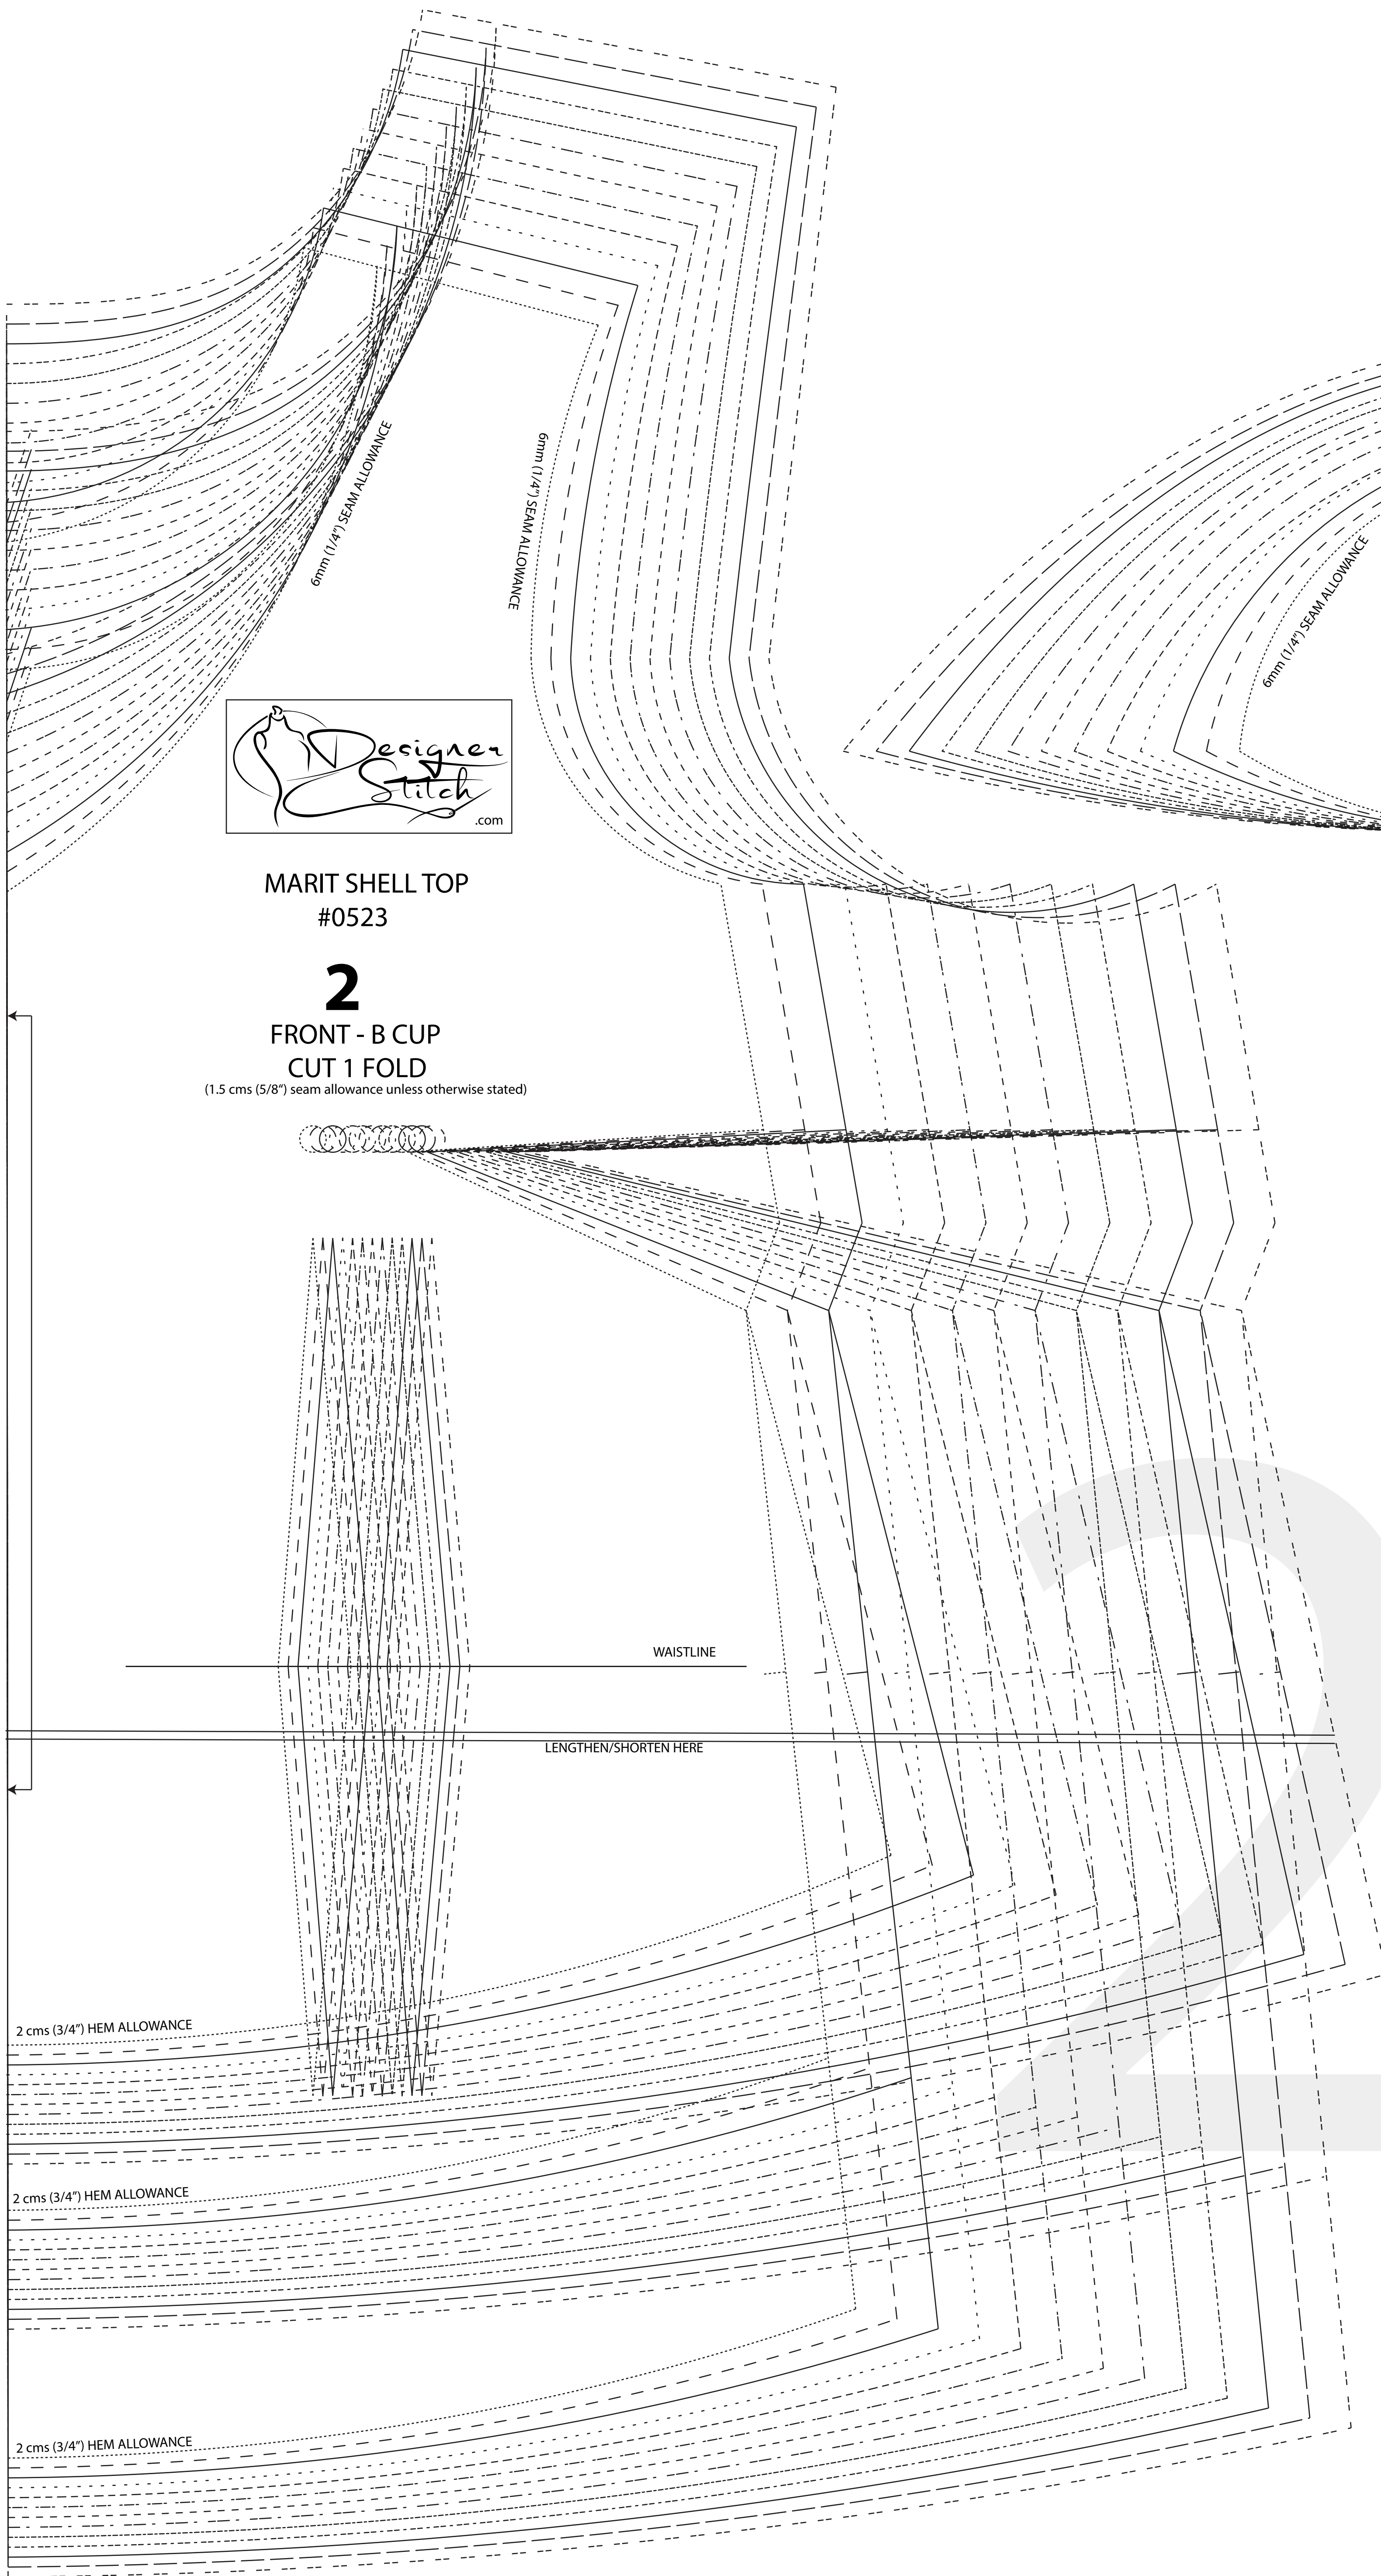 6mm (1/4") SEAM ALLOWANCE
6mm (1/4") SEAM ALLOWANCE
6mm (1/4") SEAM ALLOWANCE
Designer
Stitch
.com
MARIT SHELL TOP
#0523
2
FRONT - B CUP
CUT 1 FOLD
(1.5 cms (5/8") seam allowance unless otherwise stated)
WAISTLINE
LENGTHEN/SHORTEN HERE
2
2 cms (3/4") HEM ALLOWANCE
2 cms (3/4") HEM ALLOWANCE
2 cms (3/4") HEM ALLOWANCE